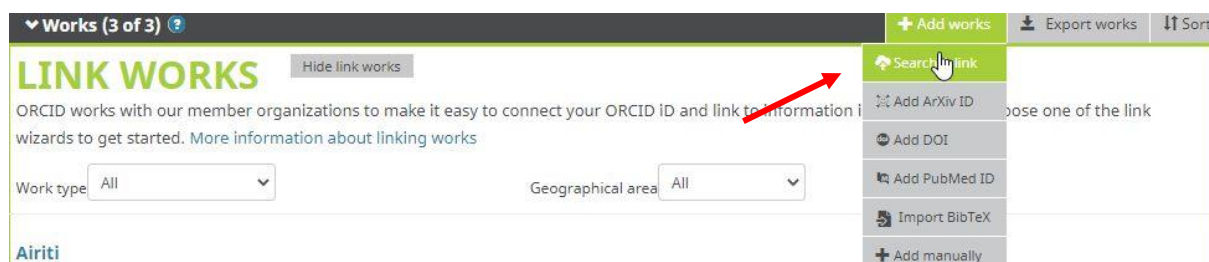 Works (3 of 3) ?
+ Add works
Export works
Sort
LINK WORKS
Hide link works
Search link
ORCID works with our member organizations to make it easy to connect your ORCID iD and link to information ose one of the link
wizards to get started. More information about linking works
Add ArXiv ID
Add DOI
Work type All
Geographical area All
Add PubMed ID
Import BibTeX
Airiti
+ Add manually